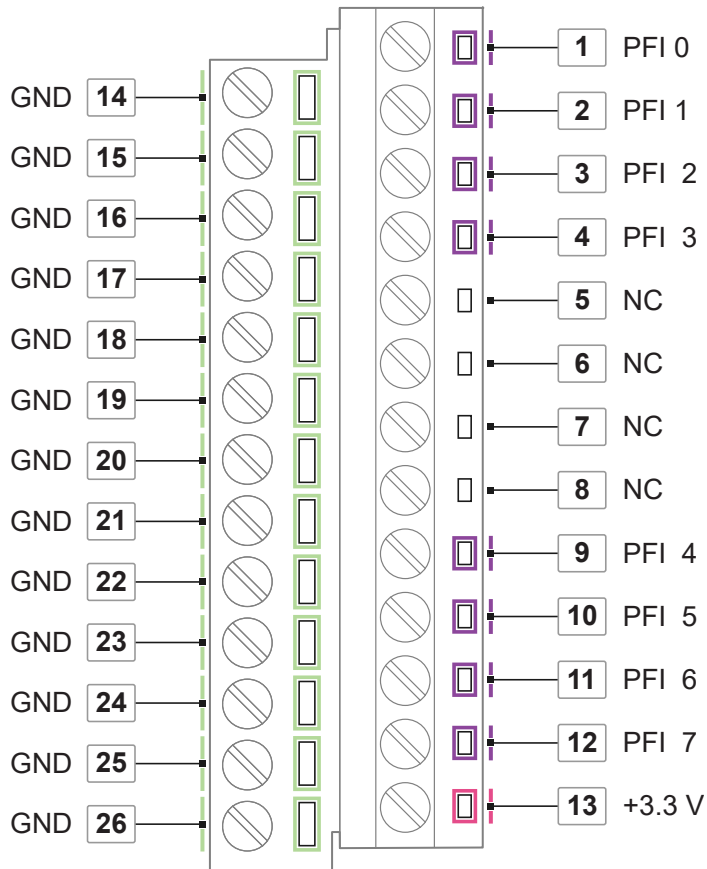 1 PFI 0
GND 14
2 PFI 1
GND 15
3 PFI 2
GND 16
4 PFI 3
GND 17
5 NC
GND 18
6 NC
GND 19
7 NC
GND 20
8 NC
GND 21
9 PFI 4
GND 22
10 PFI 5
GND 23
11 PFI 6
GND 24
12 PFI 7
GND 25
13 +3.3 V
GND 26